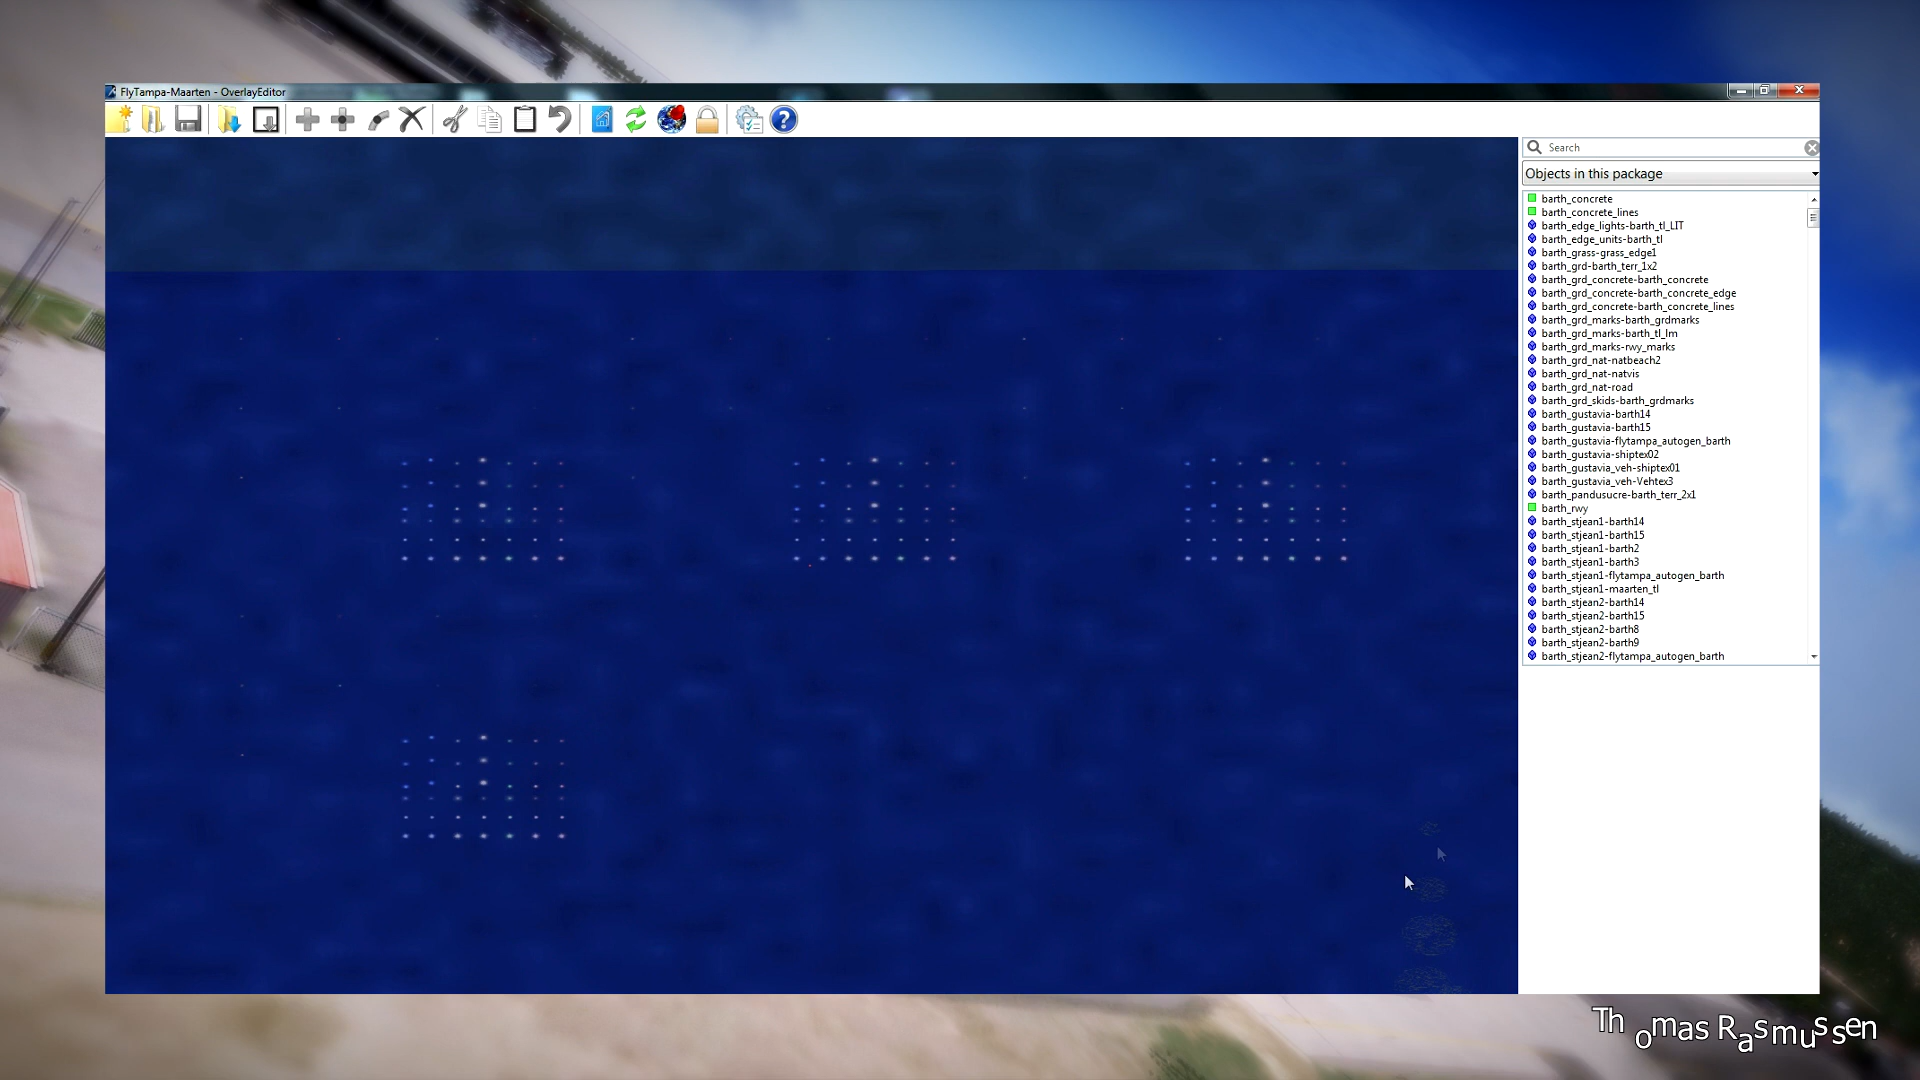 FlyTampa-Maarten - OverlayEditor
Search
Objects in this package
barth_concrete
barth_concrete_lines
barth_edge_lights-barth_tl_LIT
barth_edge_units-barth_tl
barth_grass-grass_edge1
barth_grd-barth_terr_1x2
barth_grd_concrete-barth_concrete
barth_grd_concrete-barth_concrete_edge
barth_grd_concrete-barth_concrete_lines
barth_grd_marks-barth_grdmarks
barth_grd_marks-barth_tl_lm
barth_grd_marks-rwy_marks
barth_grd_nat-natbeach2
barth_grd_nat-natvis
barth_grd_nat-road
barth_grd_skids-barth_grdmarks
barth_gustavia-barth14
barth_gustavia-barth15
barth_gustavia-flytampa_autogen_barth
barth_gustavia-shiptex02
barth_gustavia_veh-shiptex01
barth_gustavia_veh-Vehtex3
barth_pandusucre-barth_terr_2x1
barth_rwy
barth_stjean1-barth14
barth_stjean1-barth15
barth_stjean1-barth2
barth_stjean1-barth3
barth_stjean1-flytampa_autogen_barth
barth_stjean1-maarten_tl
barth_stjean2-barth14
barth_stjean2-barth15
barth_stjean2-barth8
barth_stjean2-barth9
barth_stjean2-flytampa_autogen_barth
Thomas Rasmussen